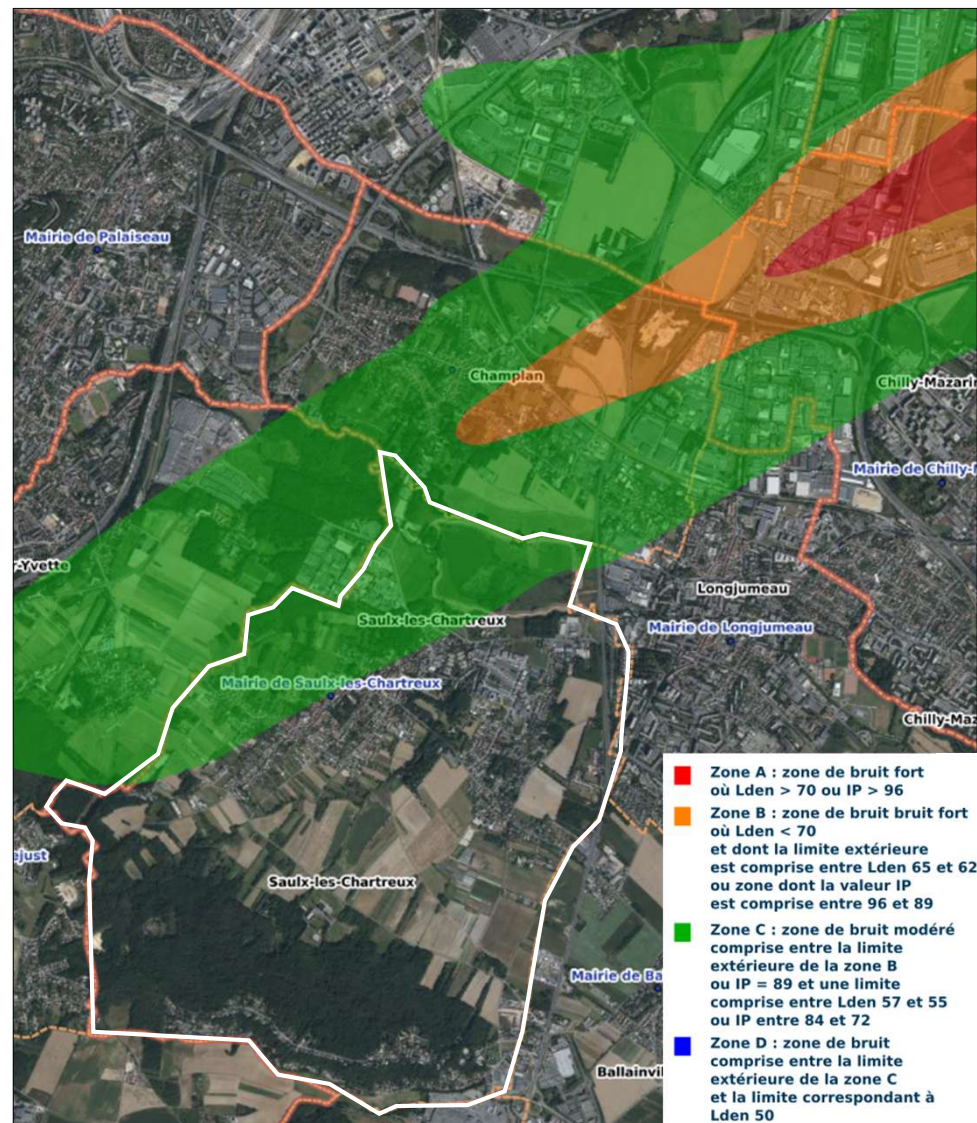 Mairie de Palaiseau
Champlan
Chilly-Mazarin
Mairie de Chilly-M
-Yvette
Longjumeau
Saulx-les-Chartreux
Mairie de Longjumeau
Mairie de Saulx-les-Chartreux
Chilly-Maz
ejust
Saulx-les-Chartreux
Mairie de Ba
Ballainvil
Zone A : zone de bruit fort
où Lden > 70 ou IP > 96
Zone B : zone de bruit bruit fort
où Lden < 70
et dont la limite extérieure
est comprise entre Lden 65 et 62
ou zone dont la valeur IP
est comprise entre 96 et 89
Zone C : zone de bruit modéré
comprise entre la limite
extérieure de la zone B
ou IP = 89 et une limite
comprise entre Lden 57 et 55
ou IP entre 84 et 72
Zone D : zone de bruit
comprise entre la limite
extérieure de la zone C
et la limite correspondant à
Lden 50